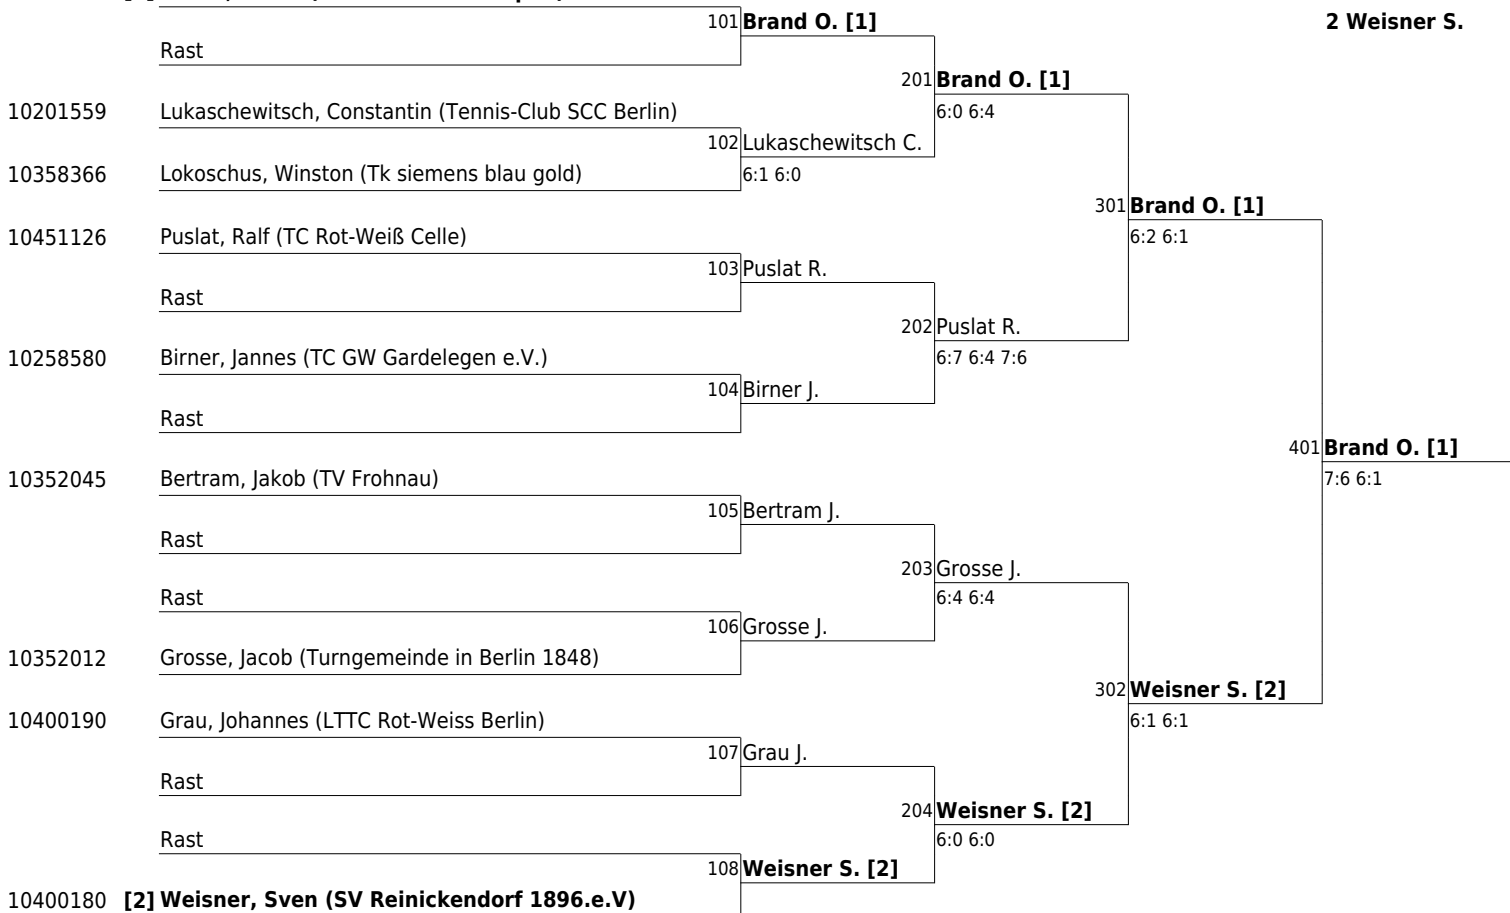 101 Brand O. [1]
2 Weisner S.
Rast
201 Brand O. [1]
10201559 Lukaschewitsch, Constantin (Tennis-Club SCC Berlin)
6:0 6:4
102 Lukaschewitsch C.
10358366 Lokoschus, Winston (Tk siemens blau gold)
6:1 6:0
301 Brand O. [1]
10451126 Puslat, Ralf (TC Rot-Weiß Celle)
6:2 6:1
103 Puslat R.
Rast
202 Puslat R.
10258580 Birner, Jannes (TC GW Gardelegen e.V.)
6:7 6:4 7:6
104 Birner J.
Rast
401 Brand O. [1]
10352045 Bertram, Jakob (TV Frohnau)
7:6 6:1
105 Bertram J.
Rast
203 Grosse J.
Rast
6:4 6:4
106 Grosse J.
10352012 Grosse, Jacob (Turngemeinde in Berlin 1848)
302 Weisner S. [2]
10400190 Grau, Johannes (LTTC Rot-Weiss Berlin)
6:1 6:1
107 Grau J.
Rast
204 Weisner S. [2]
Rast
6:0 6:0
108 Weisner S. [2]
10400180 [2] Weisner, Sven (SV Reinickendorf 1896.e.V)